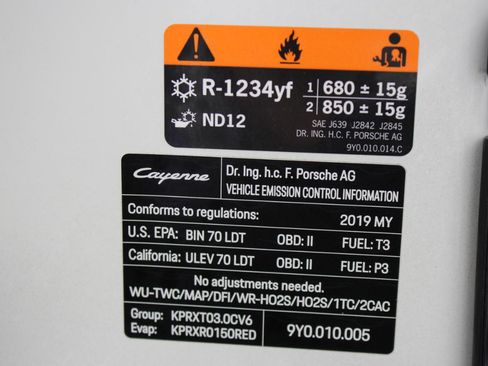 R-1234yf 1 680 ± 15g
2 850 ± 15g
ND12
SAE J639 J2842 J2845
DR. ING. H.C. F. PORSCHE AG
9Y0.010.014.C
Cayenne
Dr. Ing. h.c. F. Porsche AG
VEHICLE EMISSION CONTROL INFORMATION
Conforms to regulations: 2019 MY
U.S. EPA: BIN 70 LDT OBD: II FUEL: T3
California: ULEV 70 LDT OBD: II FUEL: P3
No adjustments needed.
WU-TWC/MAP/DFI/WR-HO2S/HO2S/1TC/2CAC
Group: KPRXT03.0CV6
Evap: KPRXR0150RED
9Y0.010.005